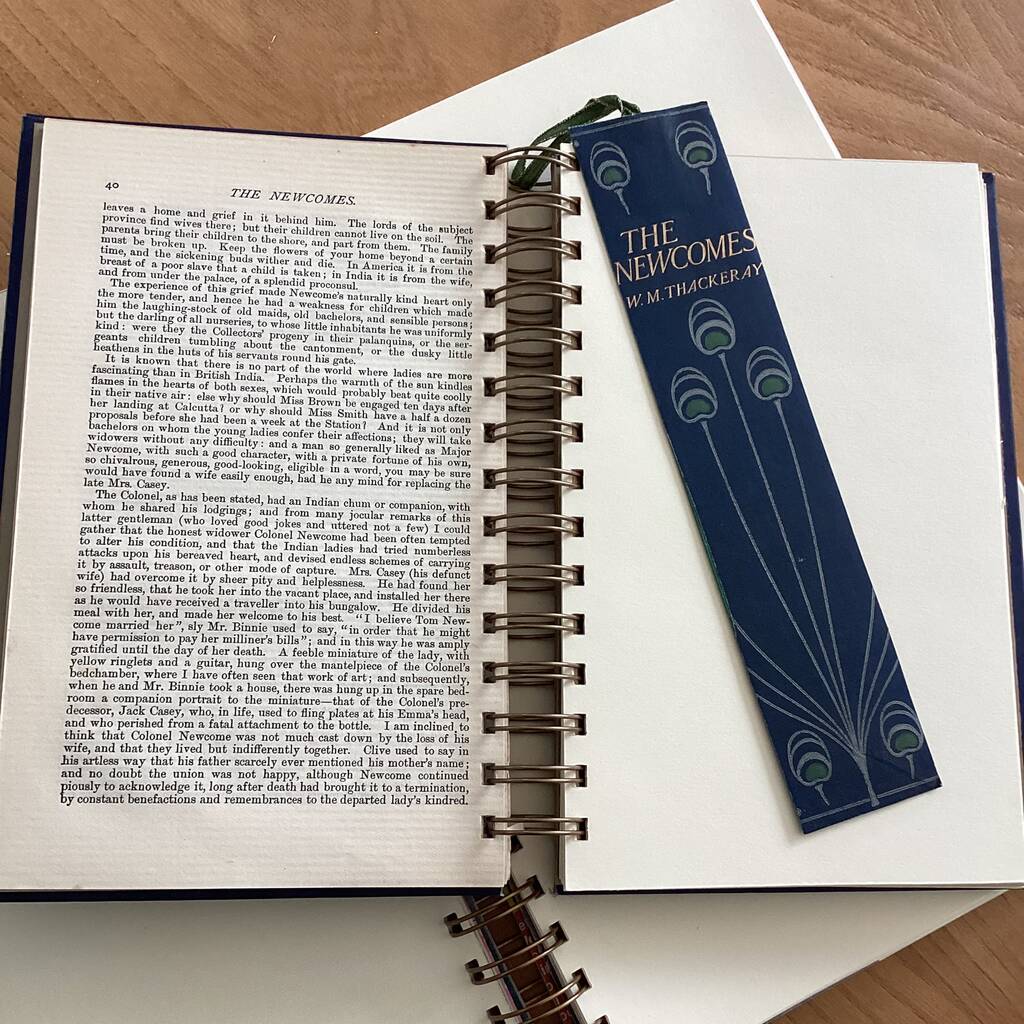 40
THE NEWCOMES.
leaves a home and grief in it behind him. The lords of the subject
province find wives there; but their children cannot live on the soil. The
parents bring their children to the shore, and part from them. The family
must be broken up. Keep the flowers of your home beyond a certain
time, and the sickening buds wither and die. In America it is from the
breast of a poor slave that a child is taken; in India it is from the wife,
and from under the palace, of a splendid proconsul.
The experience of this grief made Newcome's naturally kind heart only
the more tender, and hence he had a weakness for children which made
him the laughing-stock of old maids, old bachelors, and sensible persons;
but the darling of all nurseries, to whose little inhabitants he was uniformly
kind: were they the Collectors' progeny in their palanquins, or the ser-
geants children tumbling about the cantonment, or the dusky little
heathens in the huts of his servants round his gate.
It is known that there is no part of the world where ladies are more
fascinating than in British India. Perhaps the warmth of the sun kindles
flames in the hearts of both sexes, which would probably beat quite coolly
in their native air: else why should Miss Brown be engaged ten days after
her landing at Calcutta? or why should Miss Smith have a half a dozen
proposals before she had been a week at the Station? And it is not only
bachelors on whom the young ladies confer their affections; they will take
widowers without any difficulty: and a man so generally liked as Major
Newcome, with such a good character, with a private fortune of his own,
so chivalrous, generous, good-looking, eligible in a word, you may be sure
would have found a wife easily enough, had he any mind for replacing the
late Mrs. Casey.
The Colonel, as has been stated, had an Indian chum or companion, with
whom he shared his lodgings; and from many jocular remarks of this
latter gentleman (who loved good jokes and uttered not a few) I could
gather that the honest widower Colonel Newcome had been often tempted
to alter his condition, and that the Indian ladies had tried numberless
attacks upon his bereaved heart, and devised endless schemes of carrying
it by assault, treason, or other mode of capture. Mrs. Casey (his defunct
wife) had overcome it by sheer pity and helplessness. He had found her
so friendless, that he took her into the vacant place, and installed her there
as he would have received a traveller into his bungalow. He divided his
meal with her, and made her welcome to his best. "I believe Tom New-
come married her", sly Mr. Binnie used to say, "in order that he might
have permission to pay her milliner's bills"; and in this way he was amply
gratified until the day of her death. A feeble miniature of the lady, with
yellow ringlets and a guitar, hung over the mantelpiece of the Colonel's
bedchamber, where I have often seen that work of art; and subsequently,
when he and Mr. Binnie took a house, there was hung up in the spare bed-
room a companion portrait to the miniature—that of the Colonel's pre-
decessor, Jack Casey, who, in life, used to fling plates at his Emma's head,
and who perished from a fatal attachment to the bottle. I am inclined to
think that Colonel Newcome was not much cast down by the loss of his
wife, and that they lived but indifferently together. Clive used to say in
his artless way that his father scarcely ever mentioned his mother's name;
and no doubt the union was not happy, although Newcome continued
piously to acknowledge it, long after death had brought it to a termination,
by constant benefactions and remembrances to the departed lady's kindred.
THE
NEWCOMES
W. M. THACKERAY